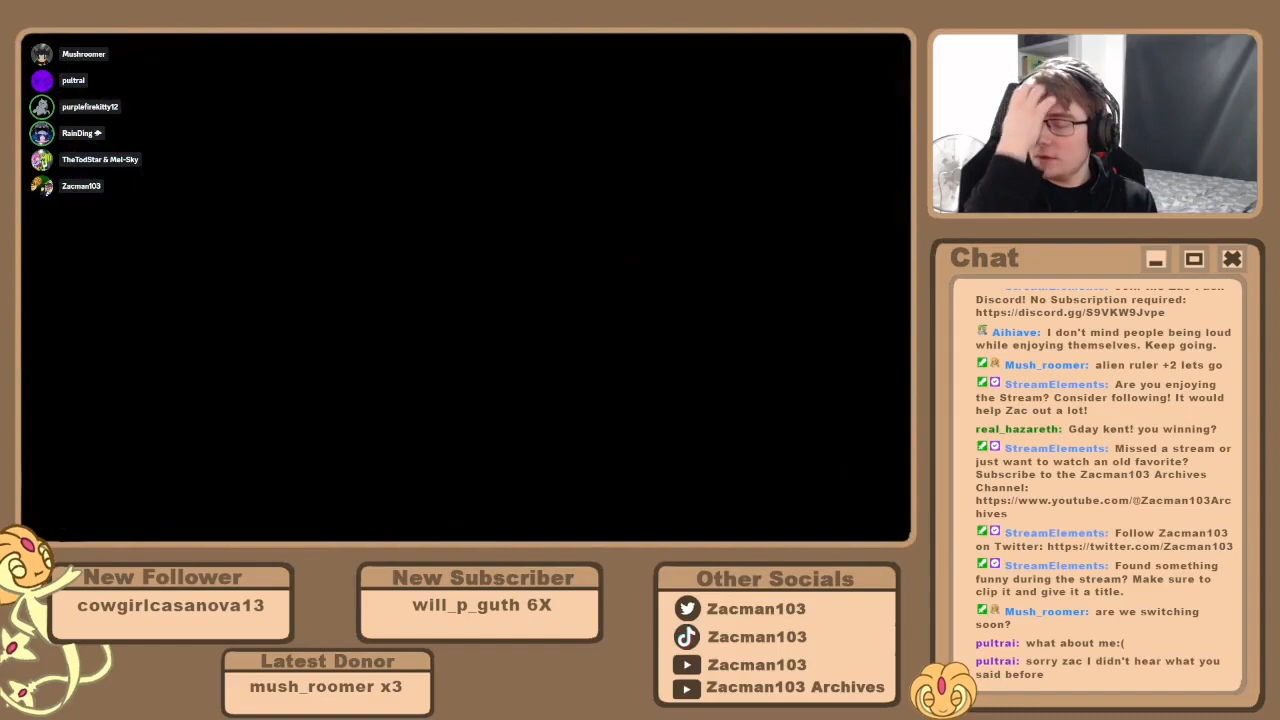 Mushroomer
pultrai
purplefirekitty12
RainDing
TheTodStar & Mel-Sky
Zacman103
Chat
Discord! No Subscription required:
https://discord.gg/S9VKW9Jvpe
Aihiave: I don't mind people being loud
while enjoying themselves. Keep going.
Mush_roomer: alien ruler +2 lets go
StreamElements: Are you enjoying
the Stream? Consider following! It would
help Zac out a lot!
real_hazareth: Gday kent! you winning?
StreamElements: Missed a stream or
just want to watch an old favorite?
Subscribe to the Zacman103 Archives
Channel:
https://www.youtube.com/@Zacman103Arc
hives
StreamElements: Follow Zacman103
on Twitter: https://twitter.com/Zacman103
StreamElements: Found something
funny during the stream? Make sure to
clip it and give it a title.
Mush_roomer: are we switching
soon?
pultrai: what about me:(
pultrai: sorry zac I didn't hear what you
said before
New Follower
cowgirlcasanova13
New Subscriber
will_p_guth 6X
Latest Donor
mush_roomer x3
Other Socials
Zacman103
Zacman103
Zacman103
Zacman103 Archives